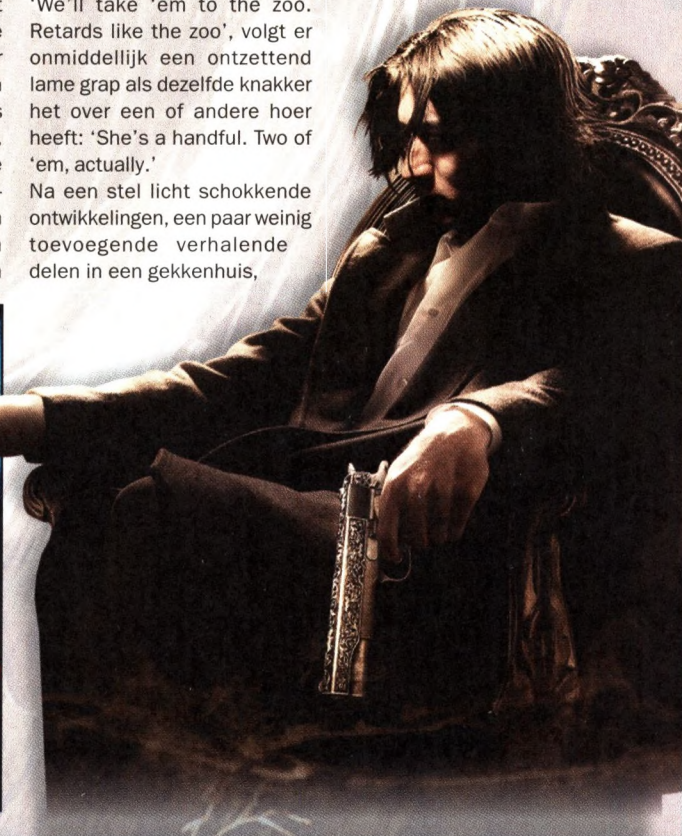 'We'll take 'em to the zoo.
Retards like the zoo', volgt er
onmiddellijk een ontzettend
lame grap als dezelfde knakker
het over een of andere hoer
heeft: 'She's a handful. Two of
'em, actually.'
Na een stel licht schokkende
ontwikkelingen, een paar weinig
toevoegende verhalende
delen in een gekkenhuis,